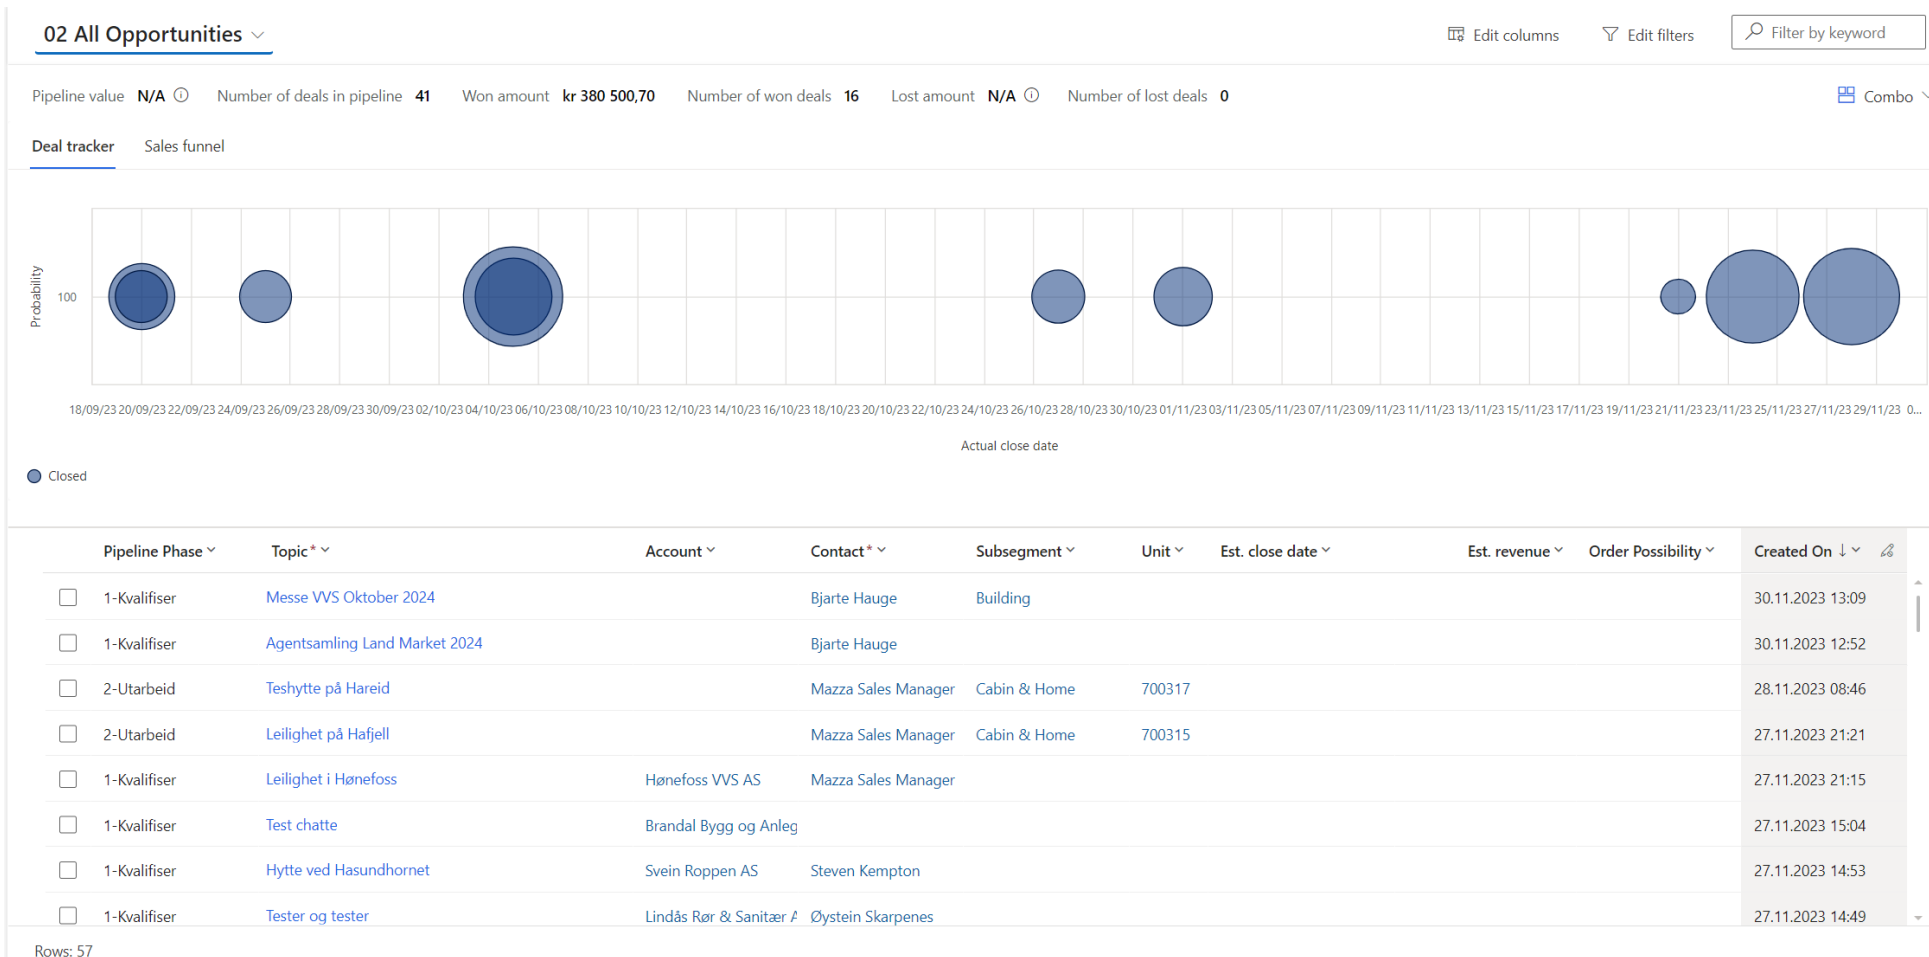 02 All Opportunities
Edit columns Edit filters Filter by keyword
Pipeline value N/A Number of deals in pipeline 41 Won amount kr 380 500,70 Number of won deals 16 Lost amount N/A Number of lost deals 0 Combo
Deal tracker Sales funnel
Probability
100
18/09/23 20/09/23 22/09/23 24/09/23 26/09/23 28/09/23 30/09/23 02/10/23 04/10/23 06/10/23 08/10/23 10/10/23 12/10/23 14/10/23 16/10/23 18/10/23 20/10/23 22/10/23 24/10/23 26/10/23 28/10/23 30/10/23 01/11/23 03/11/23 05/11/23 07/11/23 09/11/23 11/11/23 13/11/23 15/11/23 17/11/23 19/11/23 21/11/23 23/11/23 25/11/23 27/11/23 29/11/23 0...
Actual close date
Closed
Pipeline Phase Topic* Account Contact* Subsegment Unit Est. close date Est. revenue Order Possibility Created On ↓
1-Kvalifiser Messe VVS Oktober 2024 Bjarte Hauge Building 30.11.2023 13:09
1-Kvalifiser Agentsamling Land Market 2024 Bjarte Hauge 30.11.2023 12:52
2-Utarbeid Teshytte på Hareid Mazza Sales Manager Cabin & Home 700317 28.11.2023 08:46
2-Utarbeid Leilighet på Hafjell Mazza Sales Manager Cabin & Home 700315 27.11.2023 21:21
1-Kvalifiser Leilighet i Hønefoss Hønefoss VVS AS Mazza Sales Manager 27.11.2023 21:15
1-Kvalifiser Test chatte Brandal Bygg og Anleg 27.11.2023 15:04
1-Kvalifiser Hytte ved Hasundhornet Svein Roppen AS Steven Kempton 27.11.2023 14:53
1-Kvalifiser Tester og tester Lindås Rør & Sanitær A Øystein Skarpenes 27.11.2023 14:49
Rows: 57